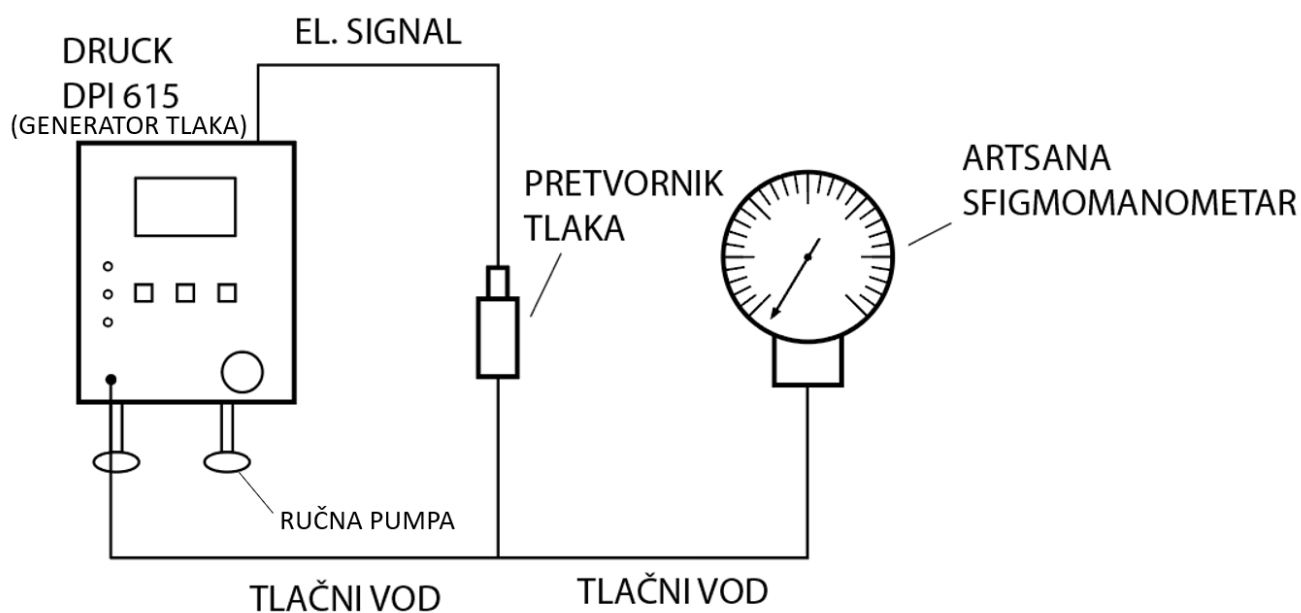 EL. SIGNAL
DRUCK
DPI 615
(GENERATOR TLAKA)
PRETVORNIK
TLAKA
ARTSANA
SFIGMOMANOMETAR
RUČNA PUMPA
TLAČNI VOD
TLAČNI VOD